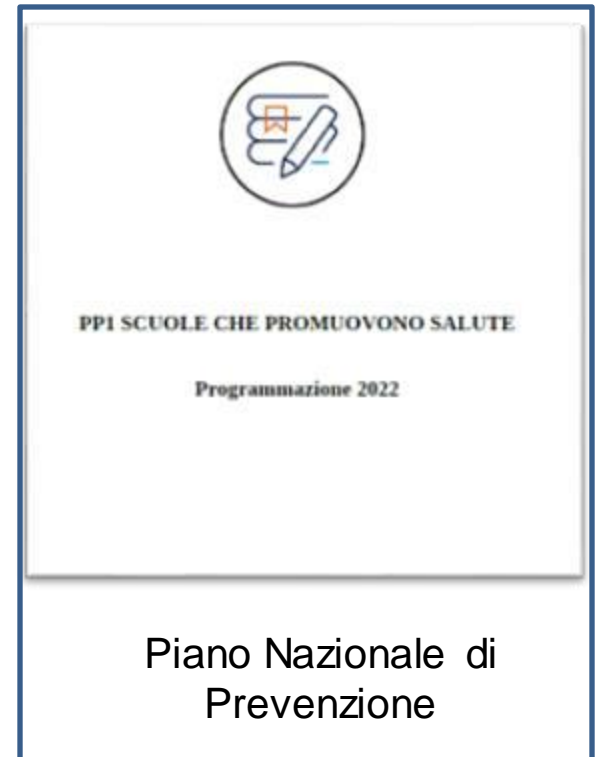 PP1 SCUOLE CHE PROMUOVONO SALUTE
Programmazione 2022
Piano Nazionale di
Prevenzione